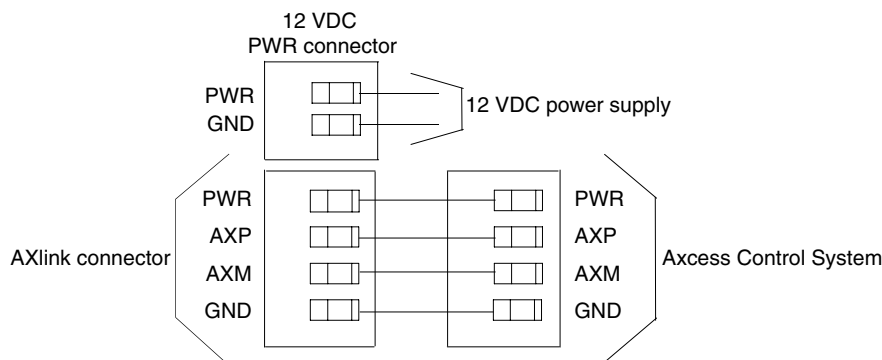 12 VDC
PWR connector
PWR
GND
12 VDC power supply
PWR
AXP
AXM
GND
AXlink connector
PWR
AXP
AXM
GND
Axcess Control System